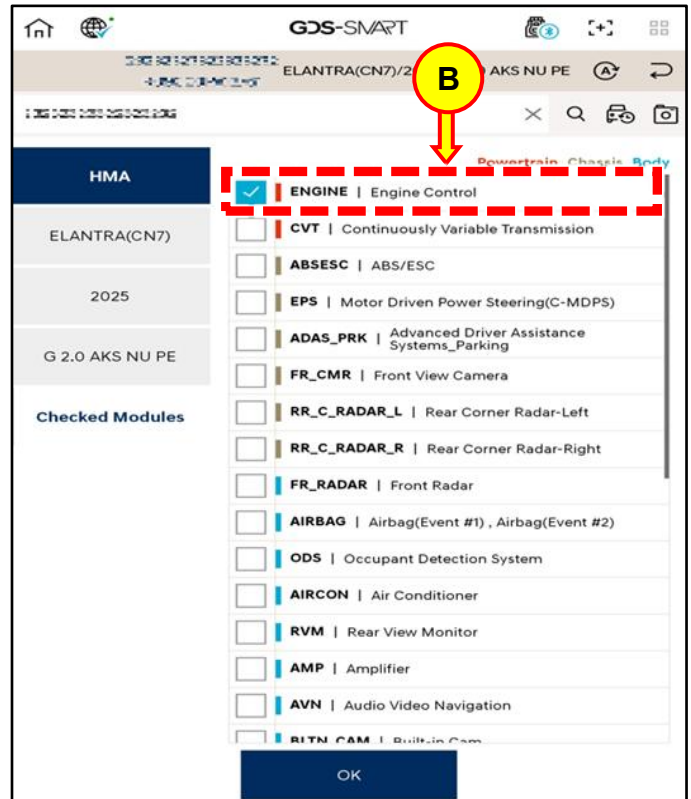 GDS-SMART
ELANTRA(CN7)/2 AKS NU PE
B
Powertrain Chassis Body
HMA
ELANTRA(CN7)
2025
G 2.0 AKS NU PE
Checked Modules
ENGINE | Engine Control
CVT | Continuously Variable Transmission
ABSESC | ABS/ESC
EPS | Motor Driven Power Steering(C-MDPS)
ADAS_PRK | Advanced Driver Assistance
Systems_Parking
FR_CMR | Front View Camera
RR_C_RADAR_L | Rear Corner Radar-Left
RR_C_RADAR_R | Rear Corner Radar-Right
FR_RADAR | Front Radar
AIRBAG | Airbag(Event #1) , Airbag(Event #2)
ODS | Occupant Detection System
AIRCON | Air Conditioner
RVM | Rear View Monitor
AMP | Amplifier
AVN | Audio Video Navigation
BLTN_CAM | Built-in Cam
OK